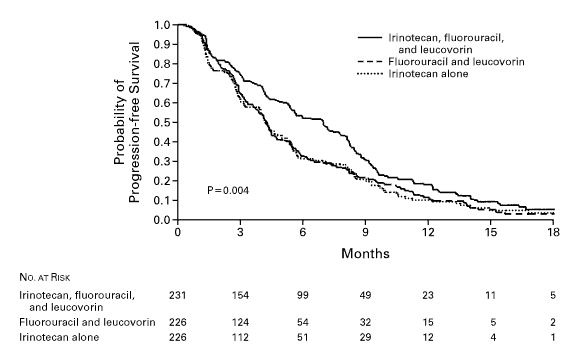 Probability of
Progression-free Survival
1.0
0.9
0.8
0.7
0.6
0.5
0.4
0.3
0.2
0.1
0.0
Irinotecan, fluorouracil,
and leucovorin
Fluorouracil and leucovorin
Irinotecan alone
P=0.004
0 3 6 9 12 15 18
Months
NO. AT RISK
Irinotecan, fluorouracil, 231 154 99 49 23 11 5
and leucovorin
Fluorouracil and leucovorin 226 124 54 32 15 5 2
Irinotecan alone 226 112 51 29 12 4 1